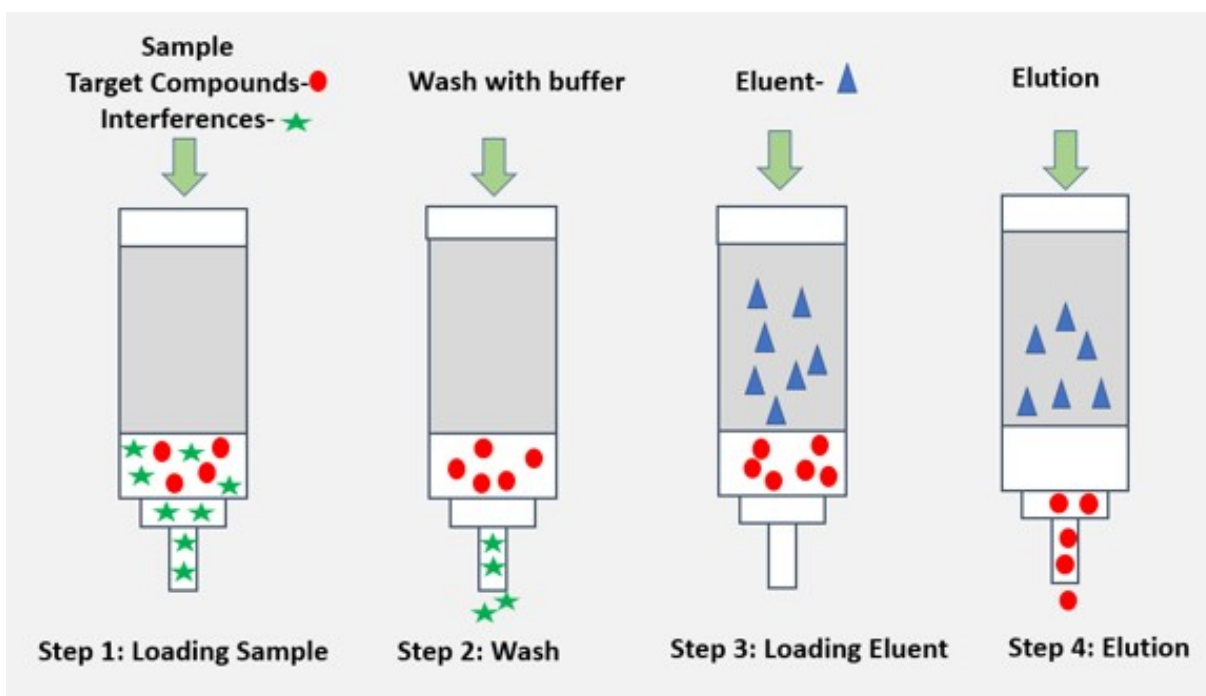 Sample
Target Compounds-
Interferences-
Wash with buffer
Eluent-
Elution
Step 1: Loading Sample
Step 2: Wash
Step 3: Loading Eluent
Step 4: Elution